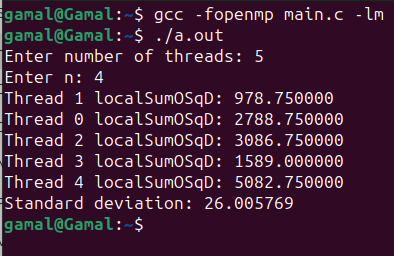 gamal@Gamal:~$ gcc -fopenmp main.c -lm
gamal@Gamal:~$ ./a.out
Enter number of threads: 5
Enter n: 4
Thread 1 localSumOSqD: 978.750000
Thread 0 localSumOSqD: 2788.750000
Thread 2 localSumOSqD: 3086.750000
Thread 3 localSumOSqD: 1589.000000
Thread 4 localSumOSqD: 5082.750000
Standard deviation: 26.005769
gamal@Gamal:~$